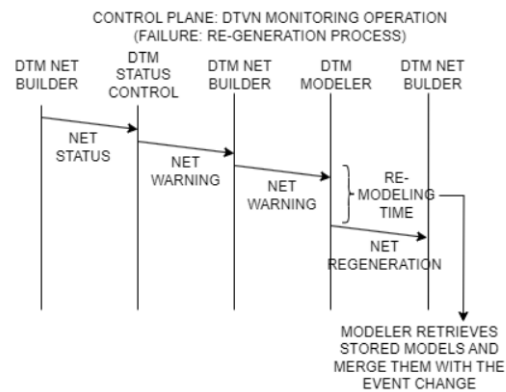 CONTROL PLANE: DTVN MONITORING OPERATION
(FAILURE: RE-GENERATION PROCESS)
DTM NET
BUILDER
DTM
STATUS
CONTROL
DTM NET
BUILDER
DTM
MODELER
DTM NET
BULDER
NET
STATUS
NET
WARNING
NET
WARNING
RE-
MODELING
TIME
NET
REGENERATION
MODELER RETRIEVES
STORED MODELS AND
MERGE THEM WITH THE
EVENT CHANGE